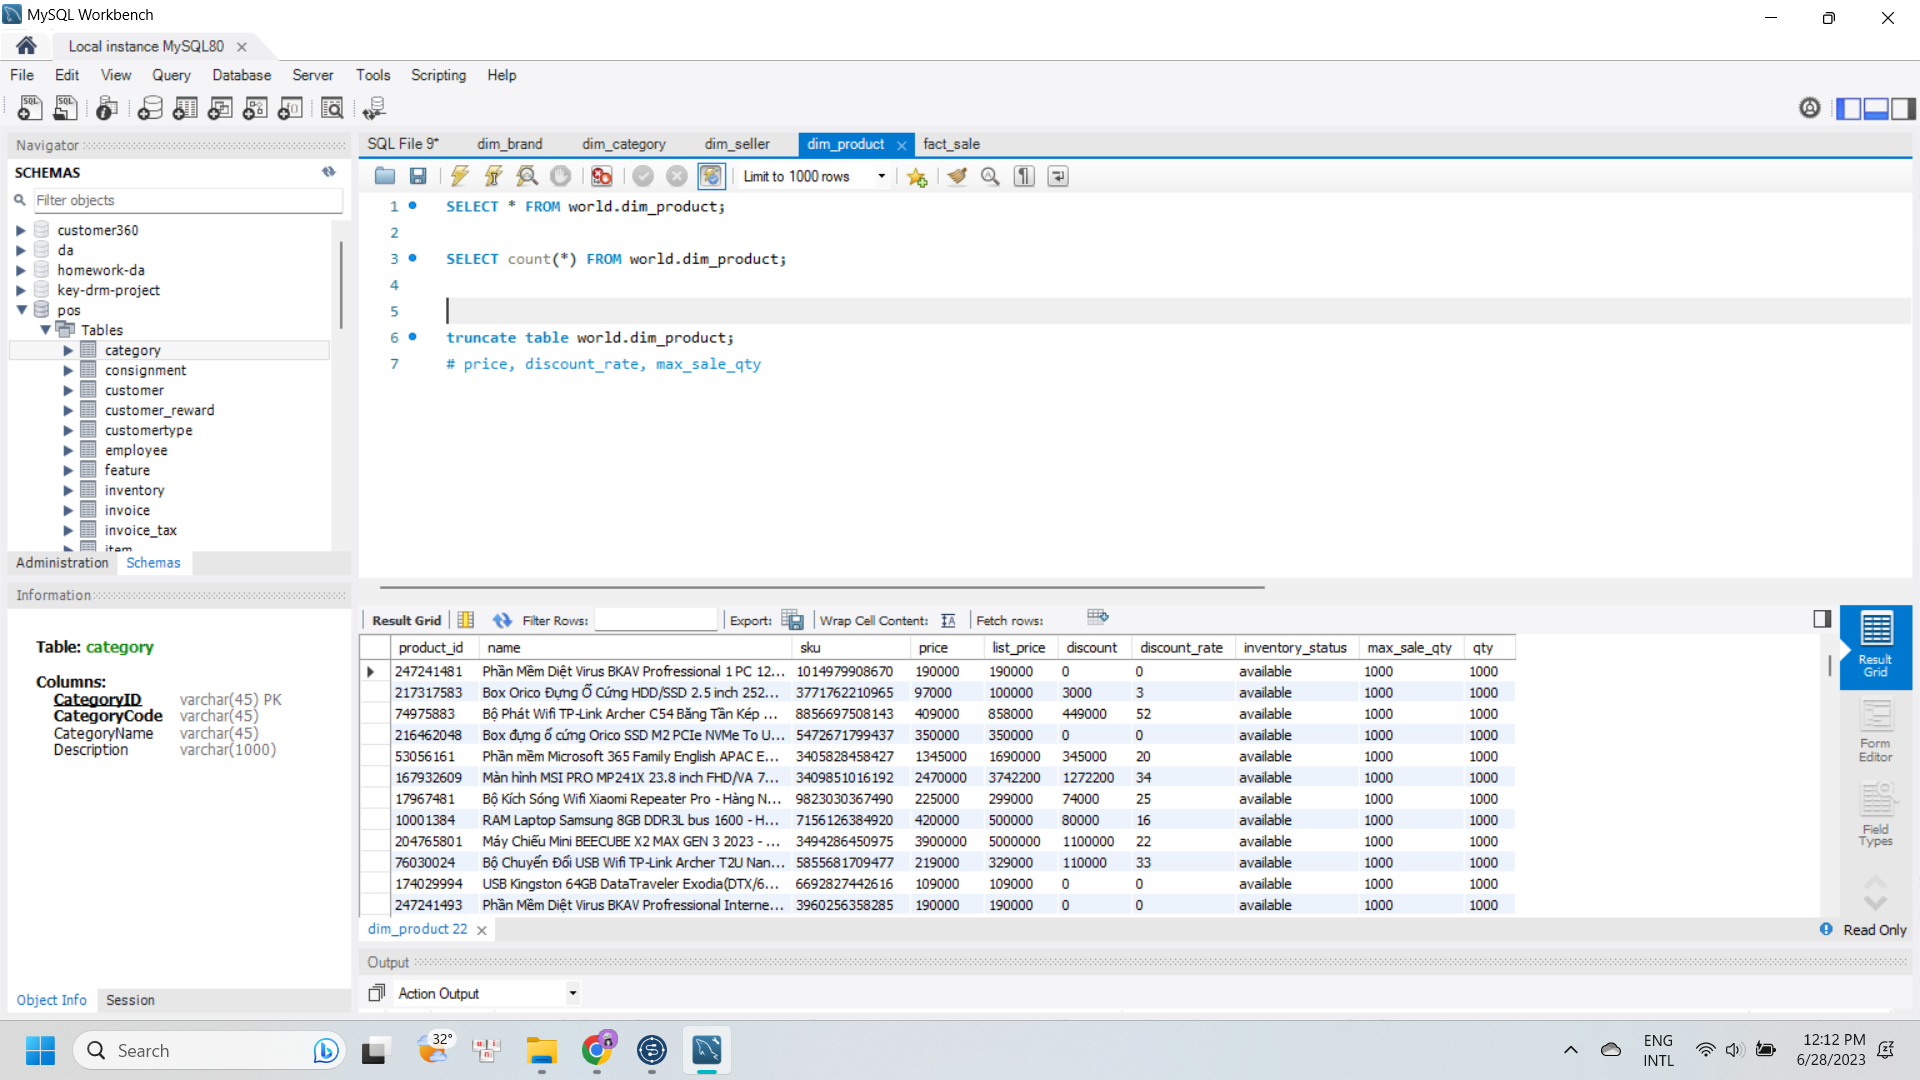 MySQL Workbench
Local instance MySQL80
File Edit View Query Database Server Tools Scripting Help
Navigator
SCHEMAS
Filter objects
customer360
da
homework-da
key-drm-project
pos
Tables
category
consignment
customer
customer_reward
customertype
employee
feature
inventory
invoice
invoice_tax
item
Administration Schemas
Information
Table: category
Columns:
CategoryID varchar(45) PK
CategoryCode varchar(45)
CategoryName varchar(45)
Description varchar(1000)
Object Info Session
SQL File 9* dim_brand dim_category dim_seller dim_product fact_sale
Limit to 1000 rows
1 SELECT * FROM world.dim_product;
2
3 SELECT count(*) FROM world.dim_product;
4
5
6 truncate table world.dim_product;
7 # price, discount_rate, max_sale_qty
Result Grid Filter Rows: Export: Wrap Cell Content: Fetch rows:
product_id name sku price list_price discount discount_rate inventory_status max_sale_qty qty
247241481 Phần Mềm Diệt Virus BKAV Profressional 1 PC 12... 1014979908670 190000 190000 0 0 available 1000 1000
217317583 Box Orico Đựng Ổ Cứng HDD/SSD 2.5 inch 252... 3771762210965 97000 100000 3000 3 available 1000 1000
74975883 Bộ Phát Wifi TP-Link Archer C54 Băng Tần Kép ... 8856697508143 409000 858000 449000 52 available 1000 1000
216462048 Box đựng ổ cứng Orico SSD M2 PCIe NVMe To U... 5472671799437 350000 350000 0 0 available 1000 1000
53056161 Phần mềm Microsoft 365 Family English APAC E... 3405828458427 1345000 1690000 345000 20 available 1000 1000
167932609 Màn hình MSI PRO MP241X 23.8 inch FHD/VA 7... 3409851016192 2470000 3742200 1272200 34 available 1000 1000
17967481 Bộ Kích Sóng Wifi Xiaomi Repeater Pro - Hàng N... 9823030367490 225000 299000 74000 25 available 1000 1000
10001384 RAM Laptop Samsung 8GB DDR3L bus 1600 - H... 7156126384920 420000 500000 80000 16 available 1000 1000
204765801 Máy Chiếu Mini BEECUBE X2 MAX GEN 3 2023 - ... 3494286450975 3900000 5000000 1100000 22 available 1000 1000
76030024 Bộ Chuyển Đổi USB Wifi TP-Link Archer T2U Nan... 5855681709477 219000 329000 110000 33 available 1000 1000
174029994 USB Kingston 64GB DataTraveler Exodia(DTX/6... 6692827442616 109000 109000 0 0 available 1000 1000
247241493 Phần Mềm Diệt Virus BKAV Profressional Interne... 3960256358285 190000 190000 0 0 available 1000 1000
Result
Grid
Form
Editor
Field
Types
dim_product 22
Read Only
Output
Action Output
Search
32°
ENG
INTL
12:12 PM
6/28/2023